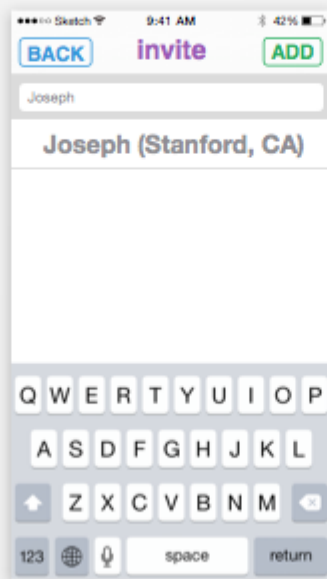 Sketch 9:41 AM 42%
BACK invite ADD
Joseph
Joseph (Stanford, CA)
Q W E R T Y U I O P
A S D F G H J K L
Z X C V B N M
123 space return